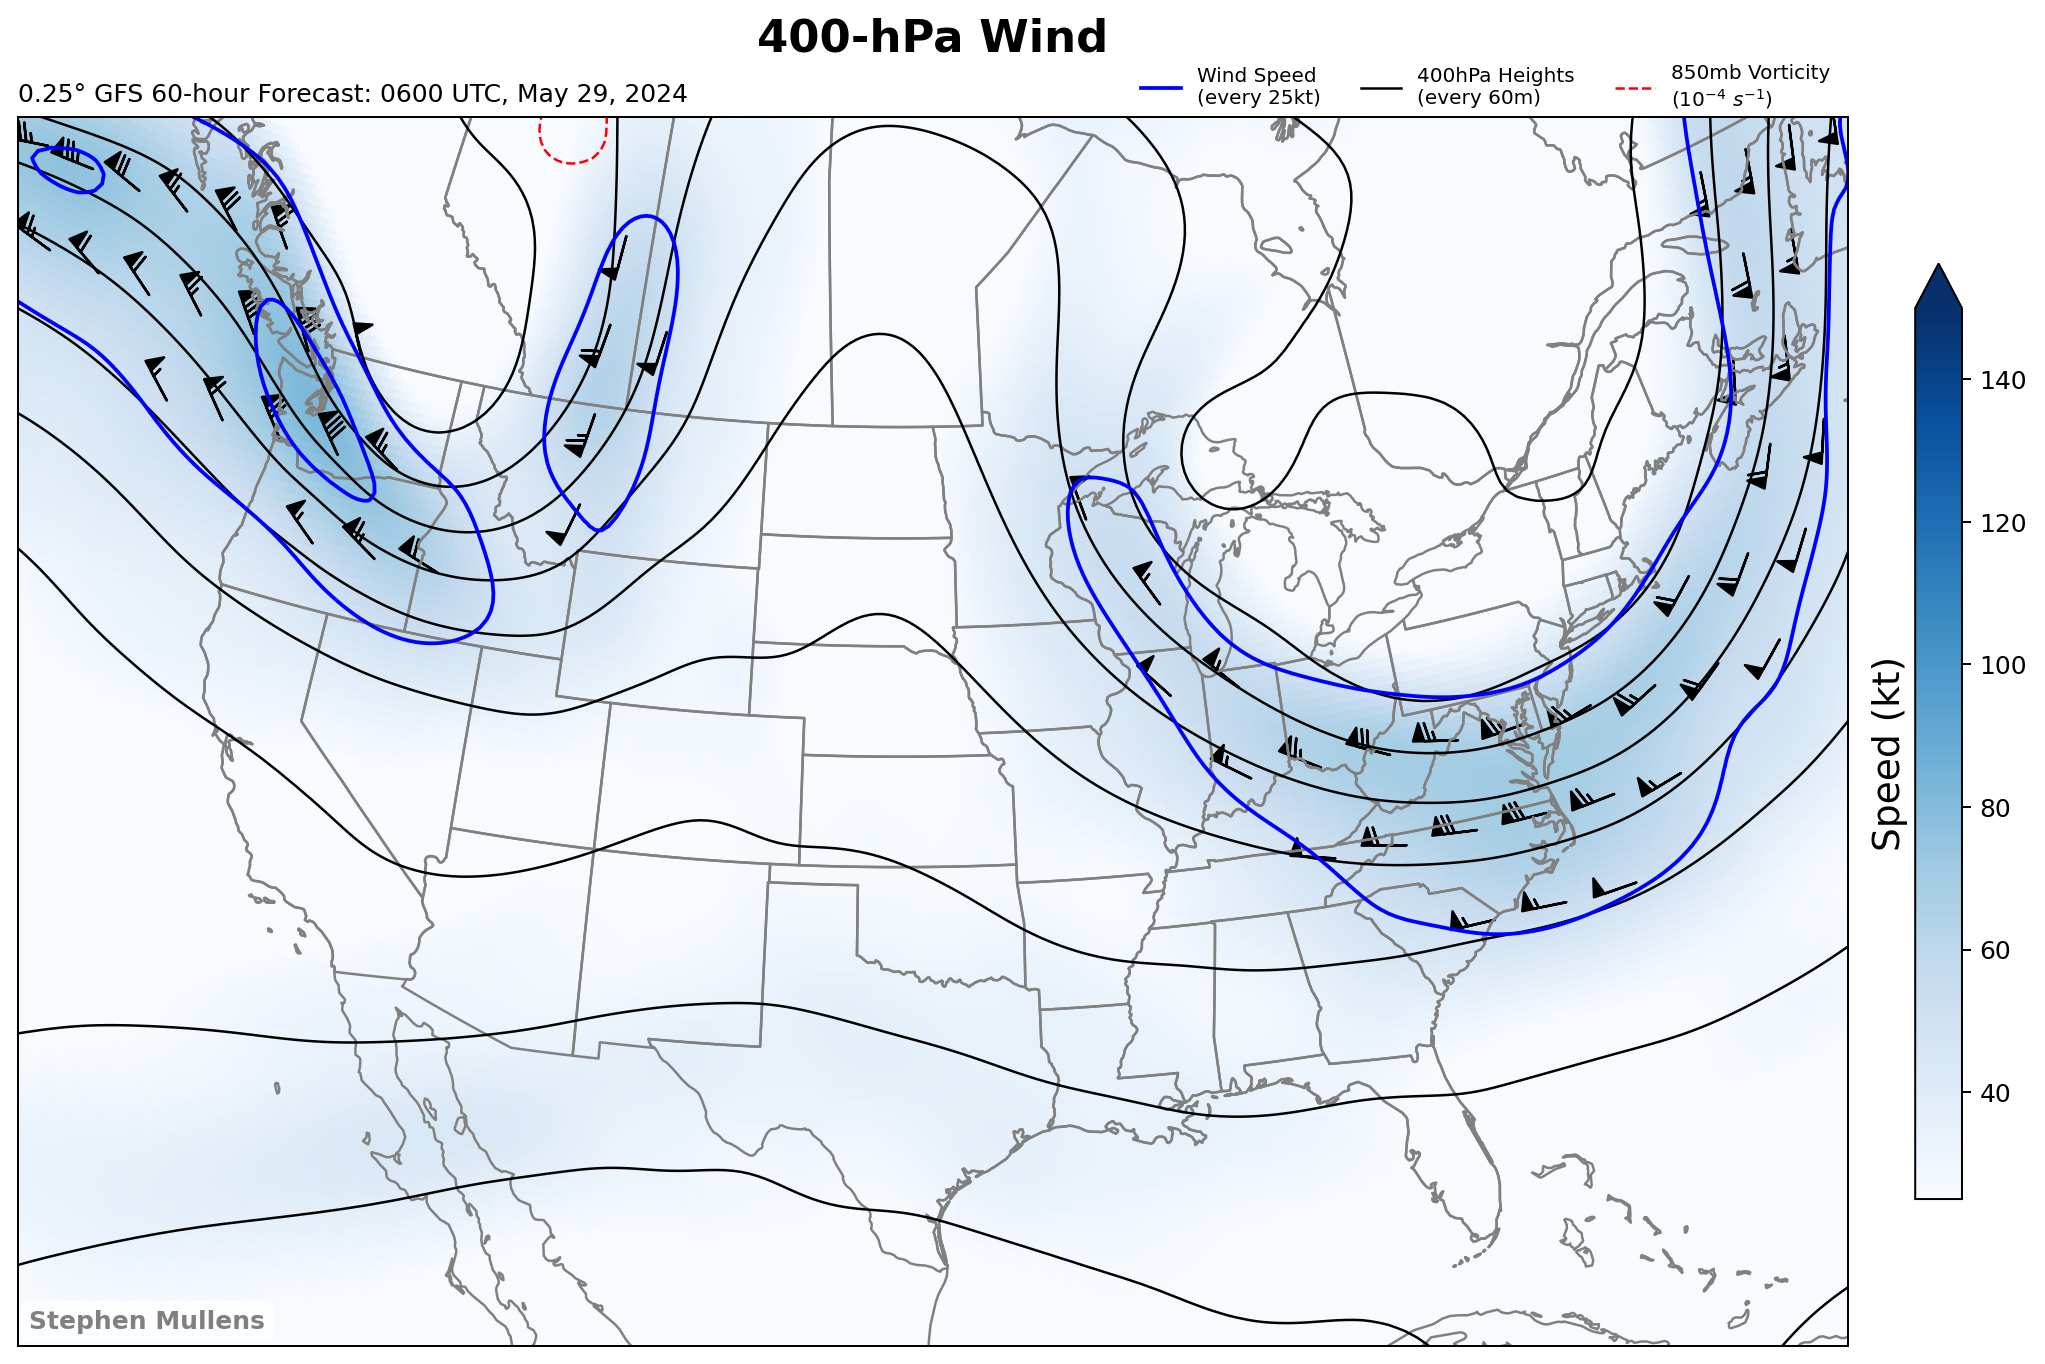 400-hPa Wind
0.25° GFS 60-hour Forecast: 0600 UTC, May 29, 2024
Wind Speed
(every 25kt)
400hPa Heights
(every 60m)
850mb Vorticity
(10⁻⁴ s⁻¹)
140
120
100
80
60
40
Speed (kt)
Stephen Mullens